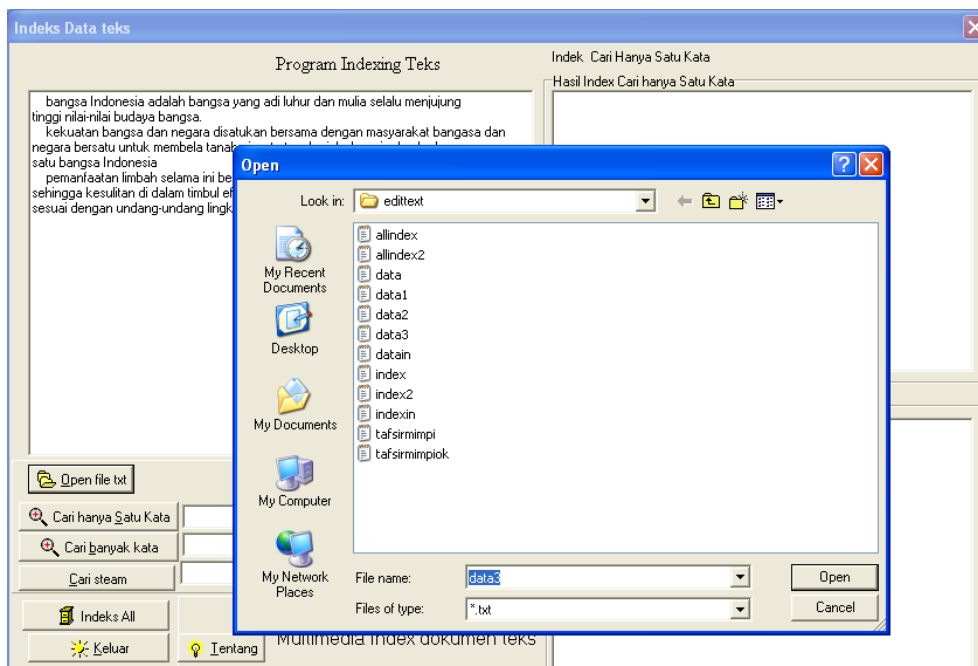 Indeks Data teks
Program Indexing Teks
Indek Cari Hanya Satu Kata
Hasil Index Cari hanya Satu Kata
bangsa Indonesia adalah bangsa yang adi luhur dan mulia selalu menjujung
tinggi nilai-nilai budaya bangsa.
kekuatan bangsa dan negara disatukan bersama dengan masyarakat bangasa dan
negara bersatu untuk membela
satu bangsa Indonesia
pemanfaatan limbah selama ini
sehingga kesulitan di dalam timbul
sesuai dengan undang-undang
Open file txt
Cari hanya Satu Kata
Cari banyak kata
Cari steam
Indeks All
Keluar
Tentang
Multimedia Index dokumen teks
Open
Look in:
edittext
My Recent
Documents
Desktop
My Documents
My Computer
My Network
Places
allindex
allindex2
data
data1
data2
data3
datain
index
index2
indexin
tafsirmimpi
tafsirmimpiok
File name:
data3
Open
Files of type:
*.txt
Cancel